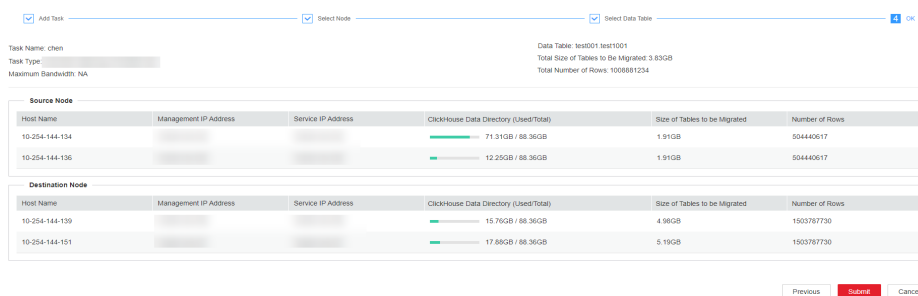 Add Task
Select Node
Select Data Table
4 OK
Task Name: chen
Task Type:
Maximum Bandwidth: NA
Data Table: test001.test1001
Total Size of Tables to Be Migrated: 3.83GB
Total Number of Rows: 1008881234
Source Node
Host Name Management IP Address Service IP Address ClickHouse Data Directory (Used/Total) Size of Tables to be Migrated Number of Rows
10-254-144-134 71.31GB / 88.36GB 1.91GB 504440617
10-254-144-136 12.25GB / 88.36GB 1.91GB 504440617
Destination Node
Host Name Management IP Address Service IP Address ClickHouse Data Directory (Used/Total) Size of Tables to be Migrated Number of Rows
10-254-144-139 15.76GB / 88.36GB 4.98GB 1503787730
10-254-144-151 17.88GB / 88.36GB 5.19GB 1503787730
Previous Submit Cance